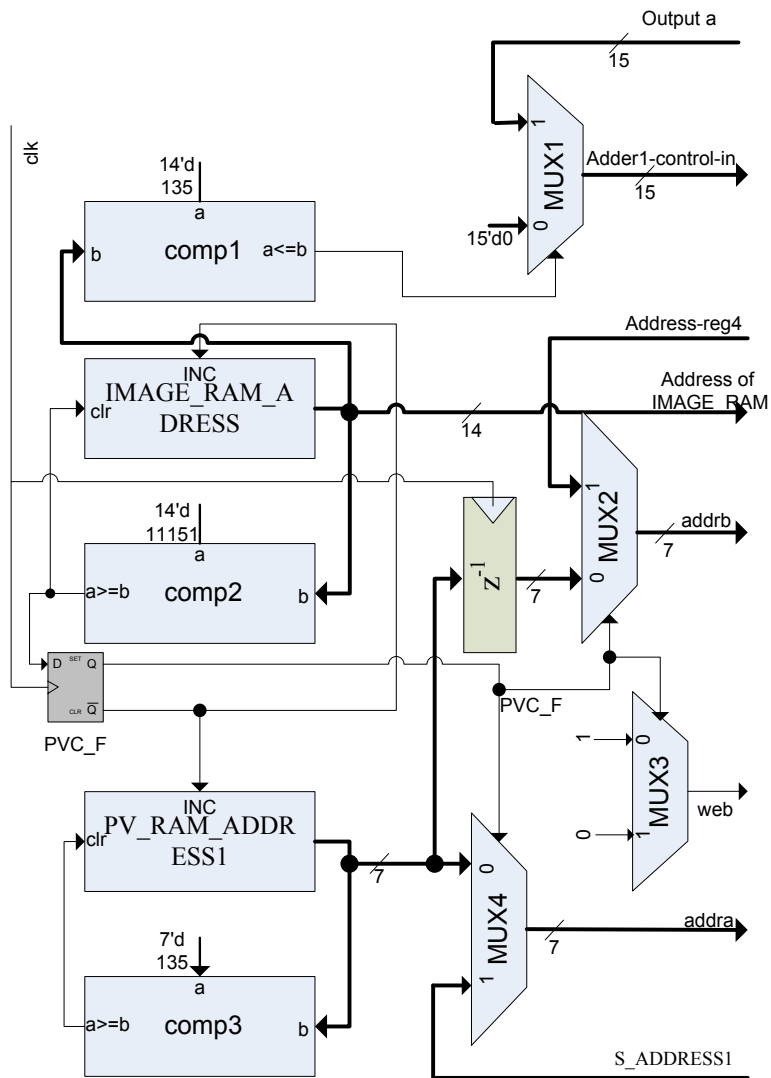 Output a
15
clk
1
MUX1
Adder1-control-in
15
0
15'd0
14'd
135
a
b
comp1
a<=b
Address-reg4
INC
IMAGE_RAM_A
DRESS
clr
Address of
IMAGE_RAM
14
1
MUX2
addrb
7
0
14'd
11151
a
a>=b
comp2
b
z-1
7
D
SET
Q
CLR
Q
PVC_F
PVC_F
1
0
MUX3
web
0
1
INC
PV_RAM_ADDR
ESS1
clr
7
0
MUX4
addra
7
1
7'd
135
a
a>=b
comp3
b
S_ADDRESS1